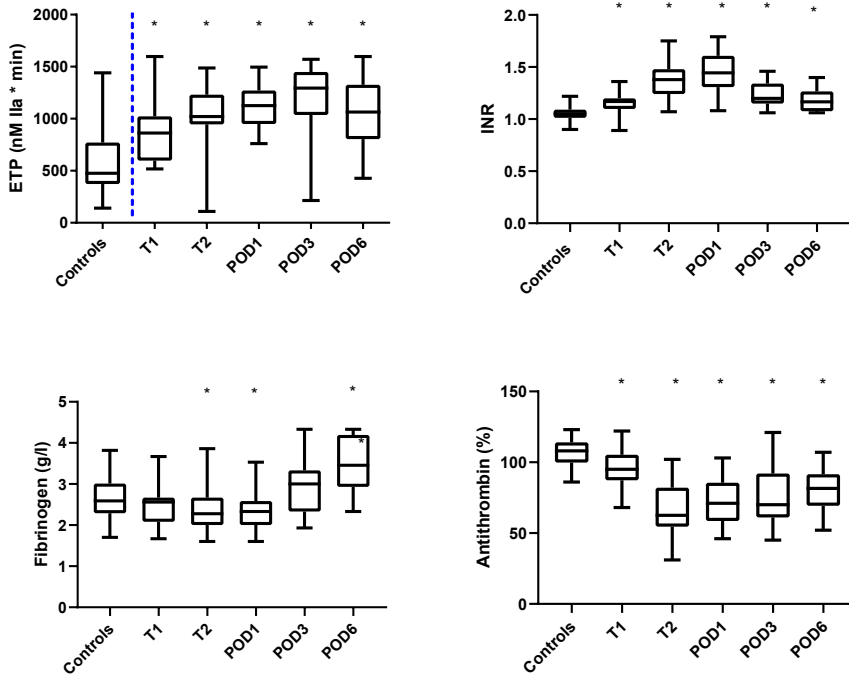 ETP (nM IIa * min)
2000
1500
1000
500
0
* * * * *
Controls T1 T2 POD1 POD3 POD6
INR
2.0
1.5
1.0
0.5
0.0
* * * * *
Controls T1 T2 POD1 POD3 POD6
Fibrinogen (g/l)
5
4
3
2
1
0
* * *
*
Controls T1 T2 POD1 POD3 POD6
Antithrombin (%)
150
100
50
0
* * * * *
Controls T1 T2 POD1 POD3 POD6